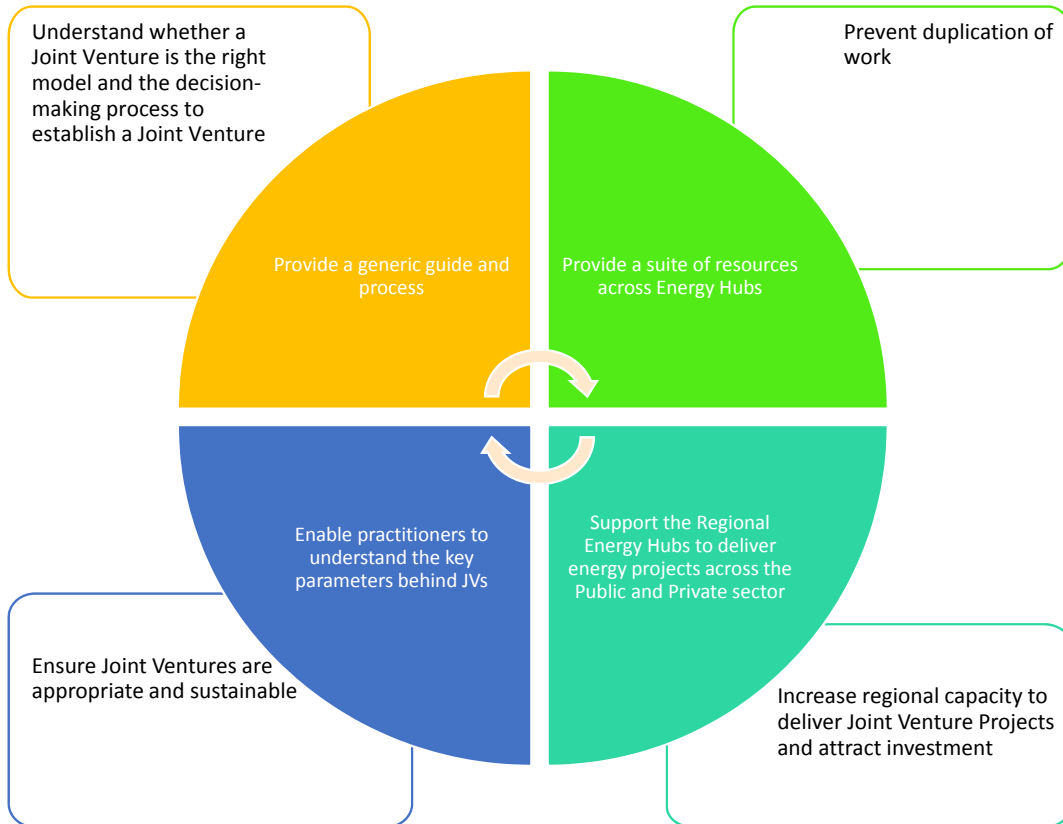 Understand whether a
Joint Venture is the right
model and the decision-
making process to
establish a Joint Venture
Prevent duplication of
work
Provide a generic guide and
process
Provide a suite of resources
across Energy Hubs
Enable practitioners to
understand the key
parameters behind JVs
Support the Regional
Energy Hubs to deliver
energy projects across the
Public and Private sector
Ensure Joint Ventures are
appropriate and sustainable
Increase regional capacity to
deliver Joint Venture Projects
and attract investment